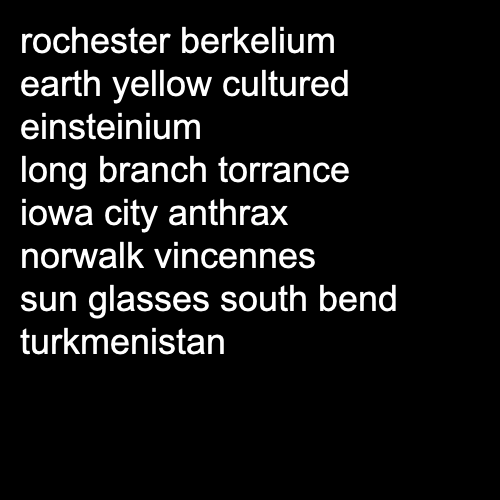 rochester berkelium
earth yellow cultured
einsteinium
long branch torrance
iowa city anthrax
norwalk vincennes
sun glasses south bend
turkmenistan